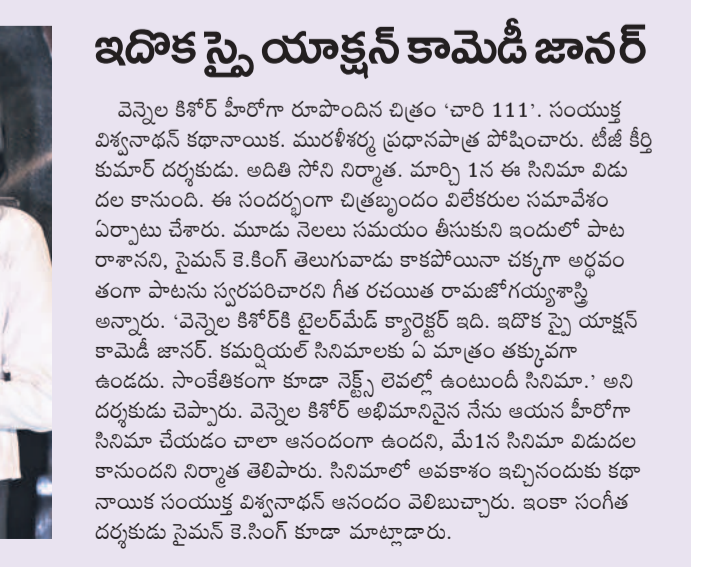 ఇదొక స్పై యాక్షన్ కామెడీ జానర్
వెన్నెల కిశోర్ హీరోగా రూపొందిన చిత్రం ‘చారి 111’. సంయుక్త
విశ్వనాథన్ కథానాయిక. మురళీశర్మ ప్రధానపాత్ర పోషించారు. టీజీ కీర్తి
కుమార్ దర్శకుడు. అదితి సోని నిర్మాత. మార్చి 1న ఈ సినిమా విడు
దల కానుంది. ఈ సందర్భంగా చిత్రబృందం విలేకరుల సమావేశం
ఏర్పాటు చేశారు. మూడు నెలలు సమయం తీసుకుని ఇందులో పాట
రాశానని, సైమన్ కె.కింగ్ తెలుగువాడు కాకపోయినా చక్కగా అర్థవం
తంగా పాటను స్వరపరిచారని గీత రచయిత రామజోగయ్యశాస్త్రి
అన్నారు. ‘వెన్నెల కిశోర్‌కి టైలర్‌మేడ్ క్యారెక్టర్ ఇది. ఇదొక స్పై యాక్షన్
కామెడీ జానర్. కమర్షియల్ సినిమాలకు ఏ మాత్రం తక్కువగా
ఉండదు. సాంకేతికంగా కూడా నెక్ట్స్ లెవల్లో ఉంటుందీ సినిమా.’ అని
దర్శకుడు చెప్పారు. వెన్నెల కిశోర్ అభిమానినైన నేను ఆయన హీరోగా
సినిమా చేయడం చాలా ఆనందంగా ఉందని, మే1న సినిమా విడుదల
కానుందని నిర్మాత తెలిపారు. సినిమాలో అవకాశం ఇచ్చినందుకు కథా
నాయిక సంయుక్త విశ్వనాథన్ ఆనందం వెలిబుచ్చారు. ఇంకా సంగీత
దర్శకుడు సైమన్ కె.సింగ్ కూడా మాట్లాడారు.